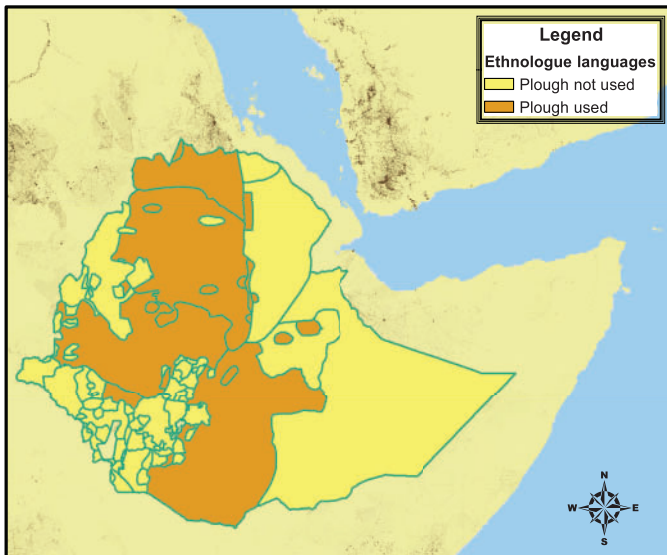 Legend
Ethnologue languages
Plough not used
Plough used
N
W E
S